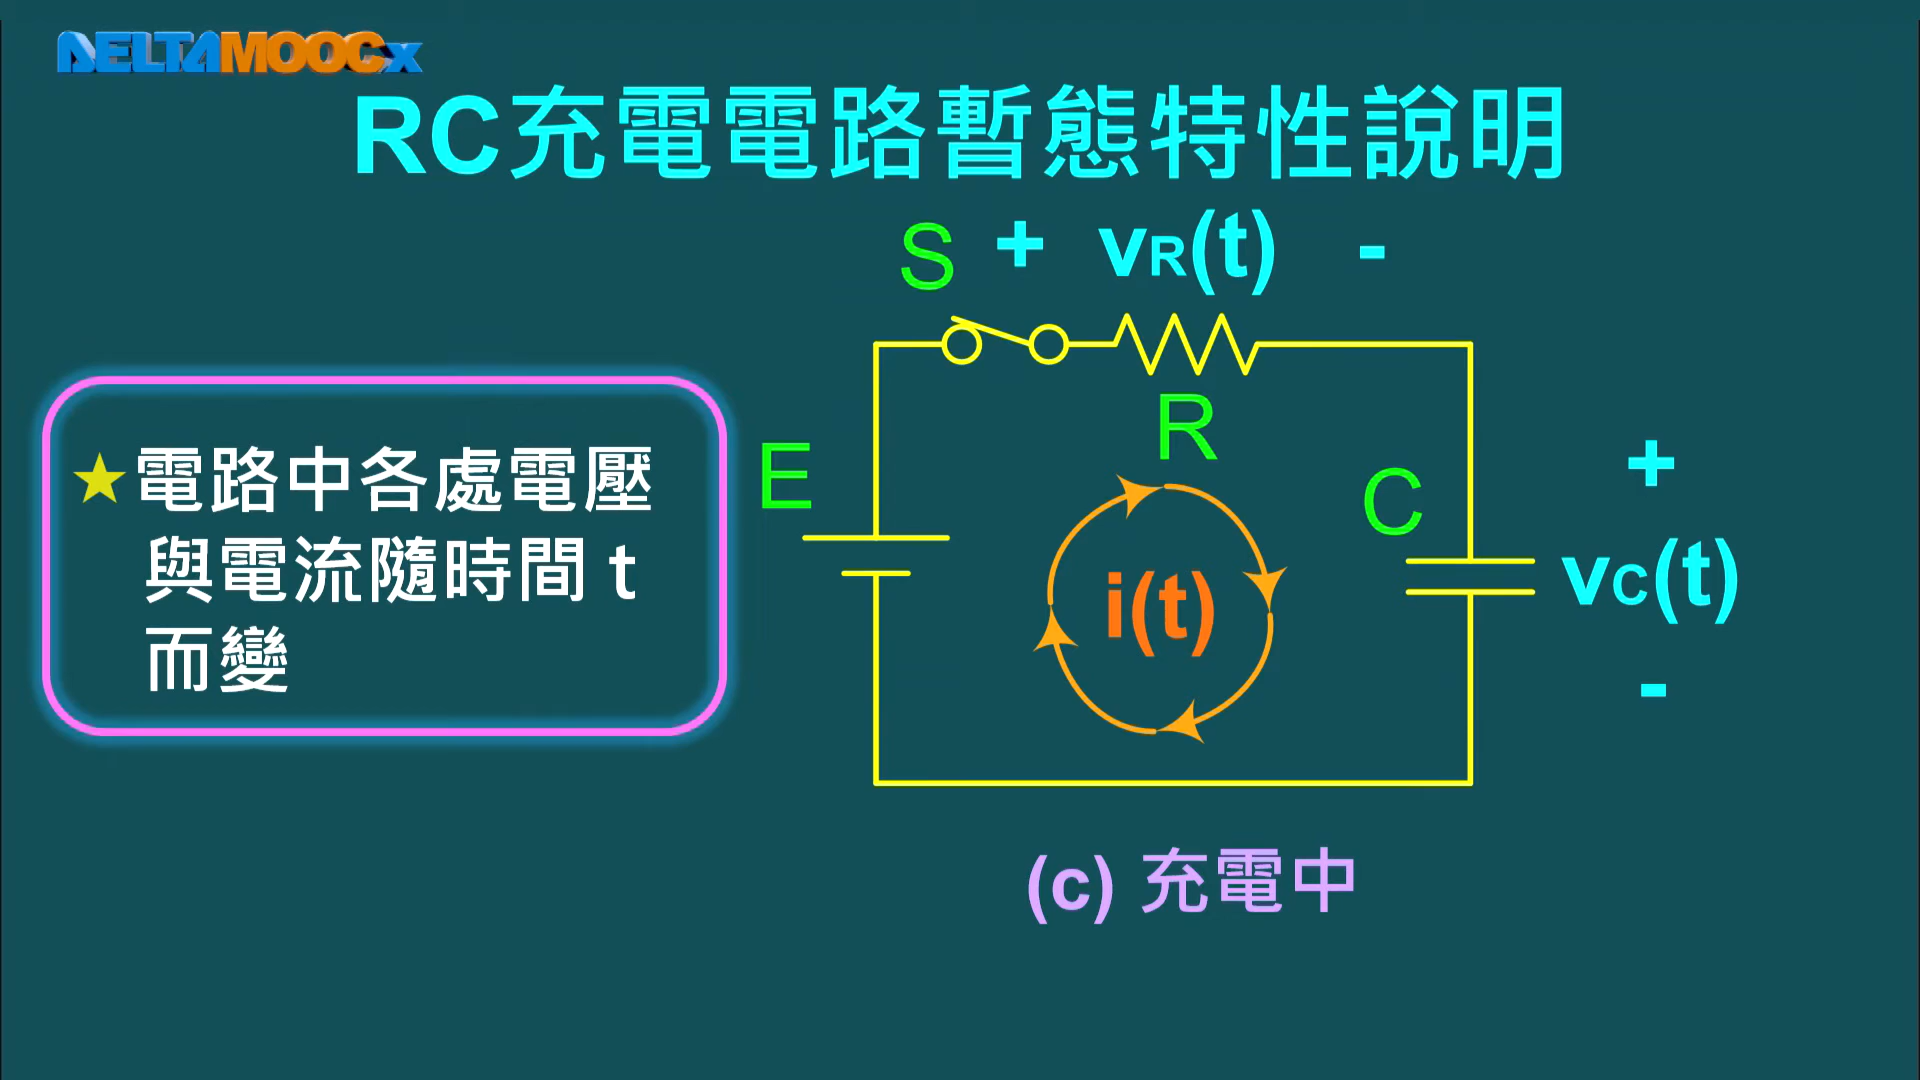 DELTAMOOCx
RC充電電路暫態特性說明
S + vR(t) -
R
E
C
+
vC(t)
-
i(t)
★電路中各處電壓
與電流隨時間 t
而變
(c) 充電中